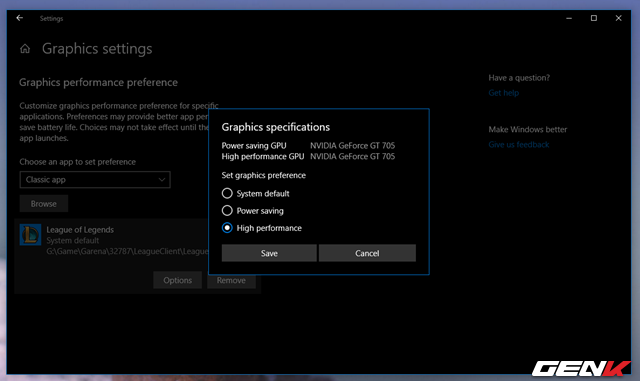 Settings
Graphics settings
Graphics performance preference
Customize graphics performance preference for specific
applications. Preferences may provide better app per
save battery life. Choices may not take effect until the
app launches.
Choose an app to set preference
Classic app
Browse
League of Legends
System default
G:\Game\Garena\32787\LeagueClient\League
Options
Remove
Graphics specifications
Power saving GPU NVIDIA GeForce GT 705
High performance GPU NVIDIA GeForce GT 705
Set graphics preference
System default
Power saving
High performance
Save
Cancel
Have a question?
Get help
Make Windows better
Give us feedback
GENK